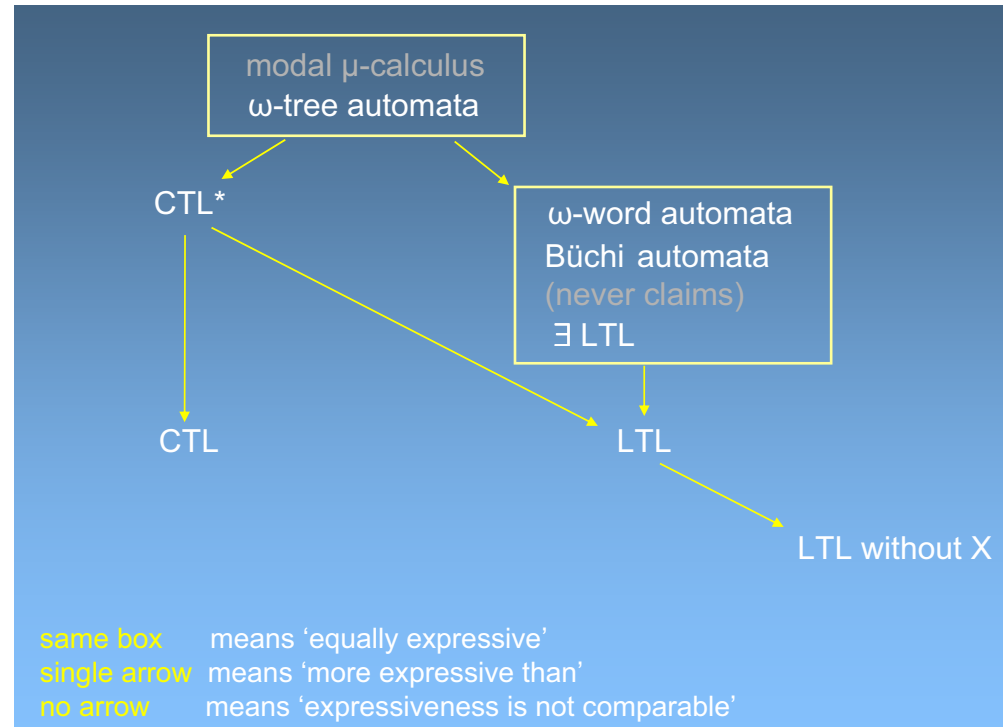 modal μ-calculus
ω-tree automata
CTL*
ω-word automata
Büchi automata
(never claims)
∃ LTL
CTL
LTL
LTL without X
same box means ‘equally expressive’
single arrow means ‘more expressive than’
no arrow means ‘expressiveness is not comparable’